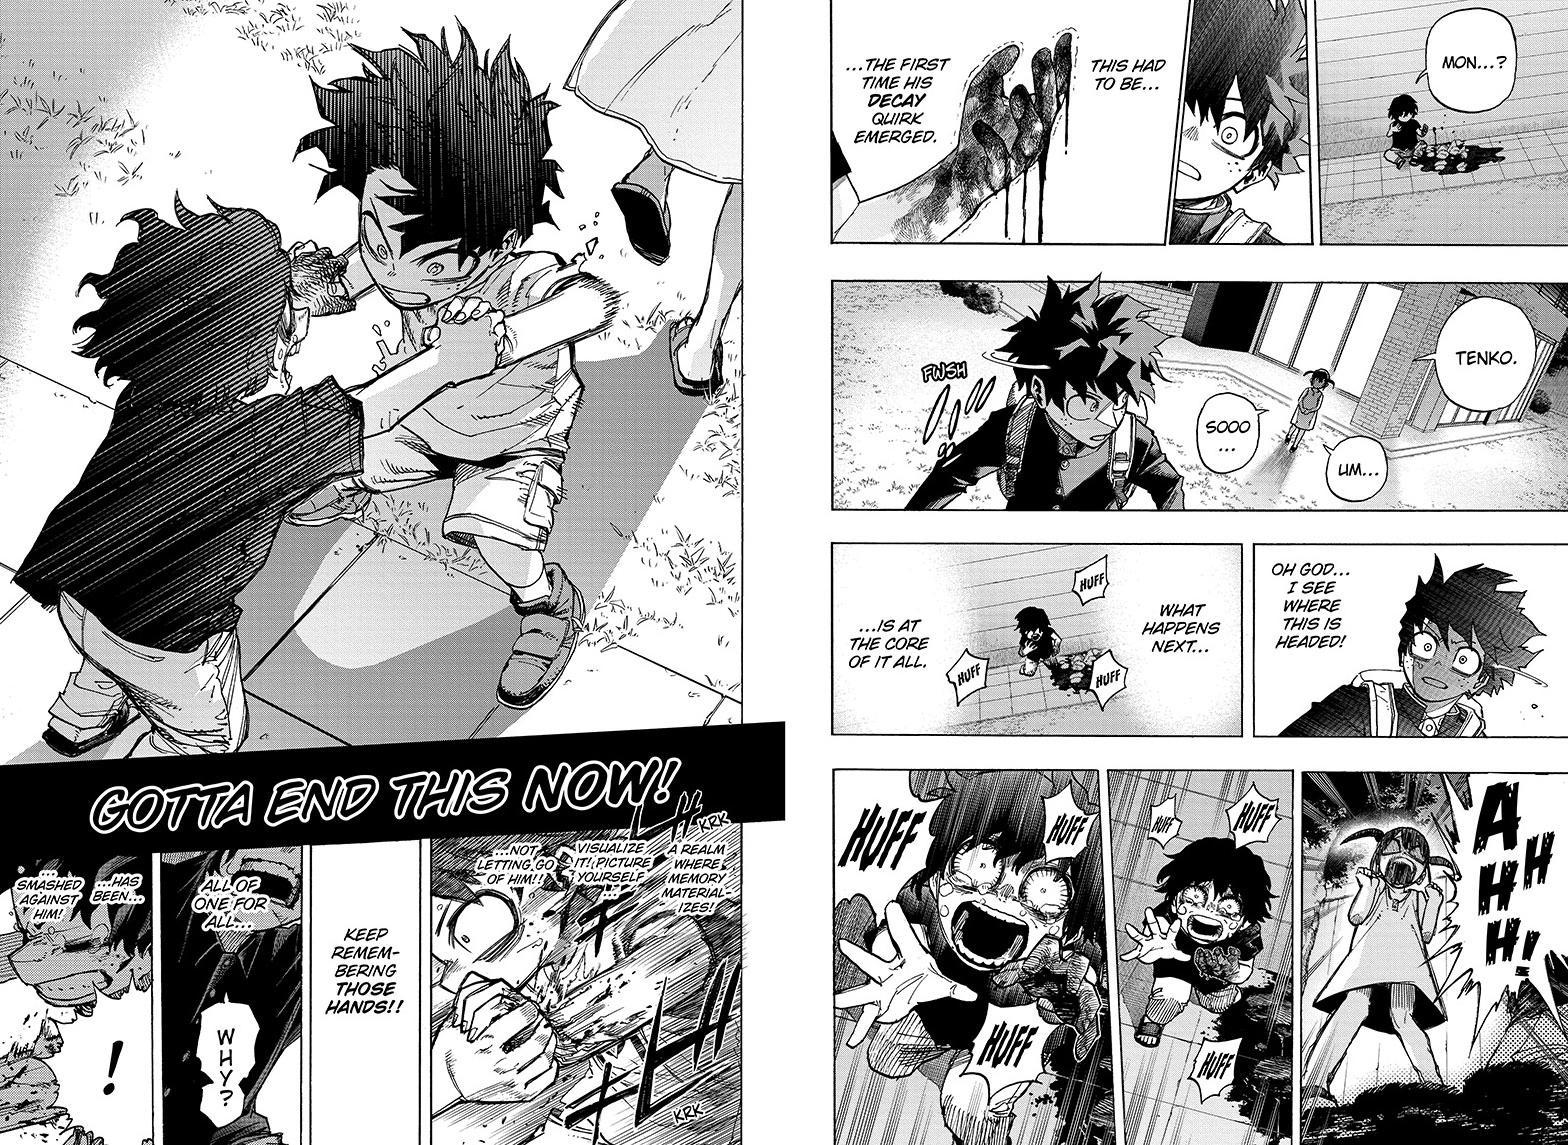 MON...?
THIS HAD
TO BE...
...THE FIRST
TIME HIS
DECAY
QUIRK
EMERGED.
TENKO.
UM...
SOOO
...
FWSH
OH GOD...
I SEE
WHERE
THIS IS
HEADED!
WHAT
HAPPENS
NEXT...
HUFF
HUFF
HUFF
...IS AT
THE CORE
OF IT ALL.
AHHHH!
HUFF
HUFF
HUFF
HUFF
HUFF
HUFF
GOTTA END THIS NOW!
KRK
A REALM
WHERE
MEMORY
MATERIAL-
IZES!
VISUALIZE
IT! PICTURE
YOURSELF
...
...NOT
LETTING GO
OF HIM!!
KRK
KEEP
REMEM-
BERING
THOSE
HANDS!!
ALL OF
ONE FOR
ALL...
WHY?
...HAS
BEEN...
...
SMASHED
AGAINST
HIM!
!